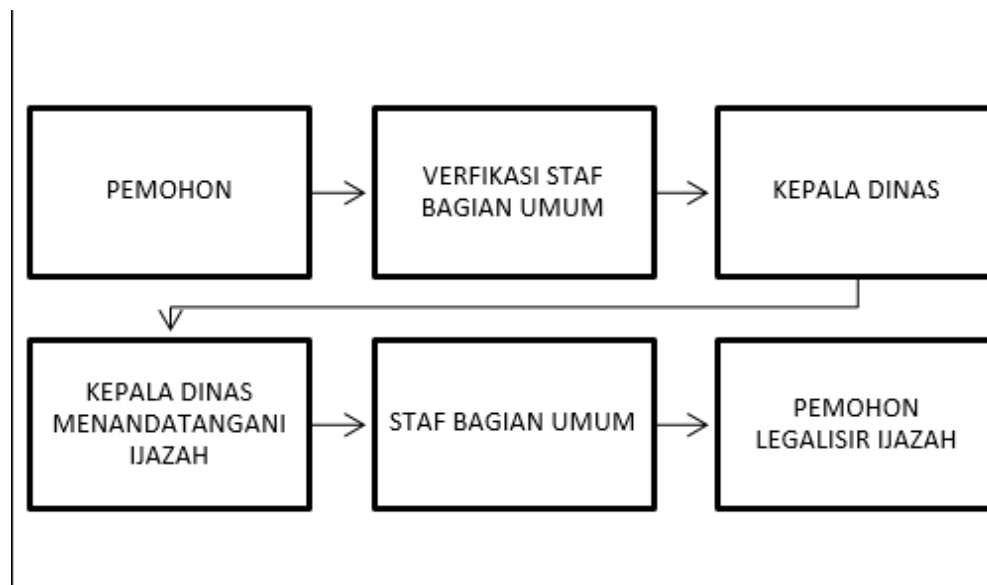 PEMOHON
VERFIKASI STAF
BAGIAN UMUM
KEPALA DINAS
KEPALA DINAS
MENANDATANGANI
IJAZAH
STAF BAGIAN UMUM
PEMOHON
LEGALISIR IJAZAH